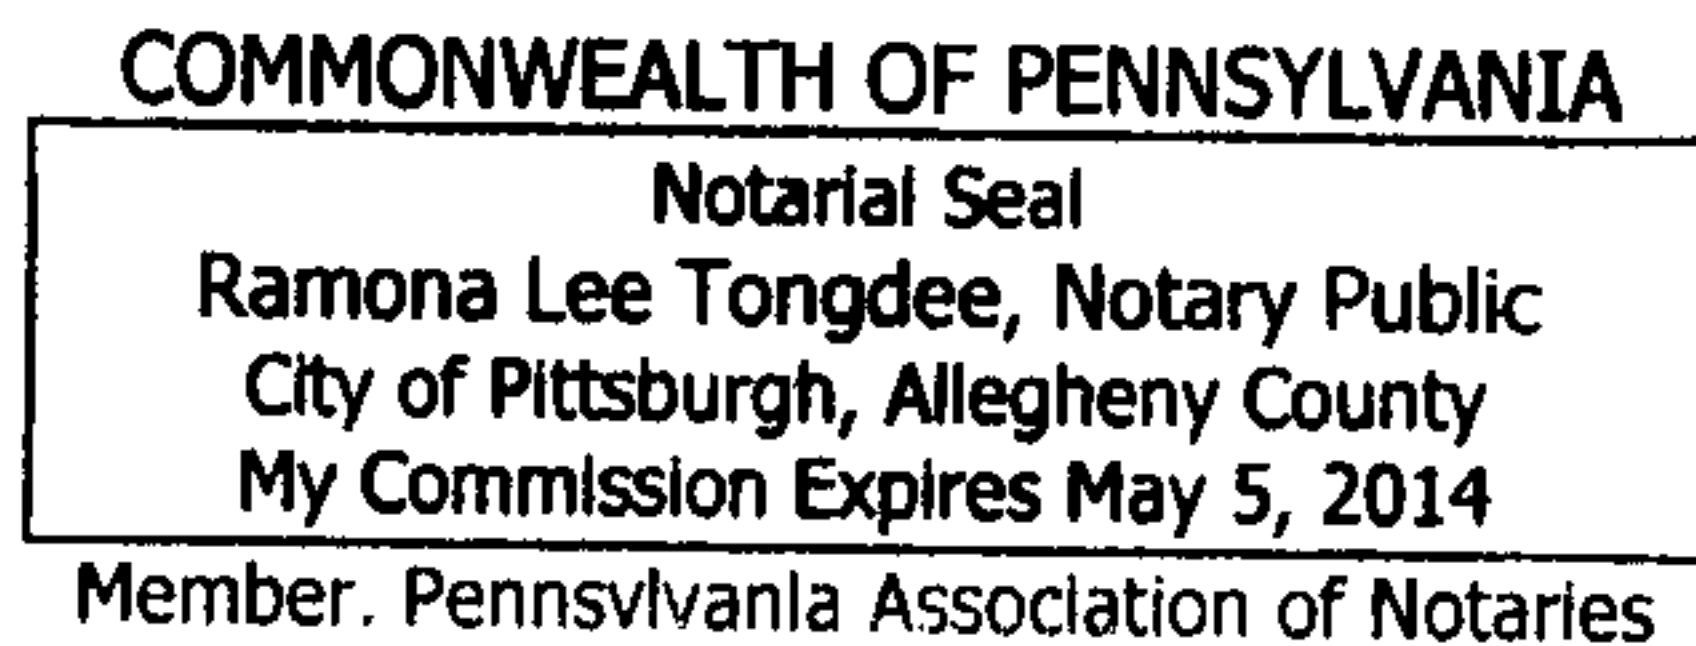 COMMONWEALTH OF PENNSYLVANIA
Notarial Seal
Ramona Lee Tongdee, Notary Public
City of Pittsburgh, Allegheny County
My Commission Expires May 5, 2014
Member, Pennsylvania Association of Notaries